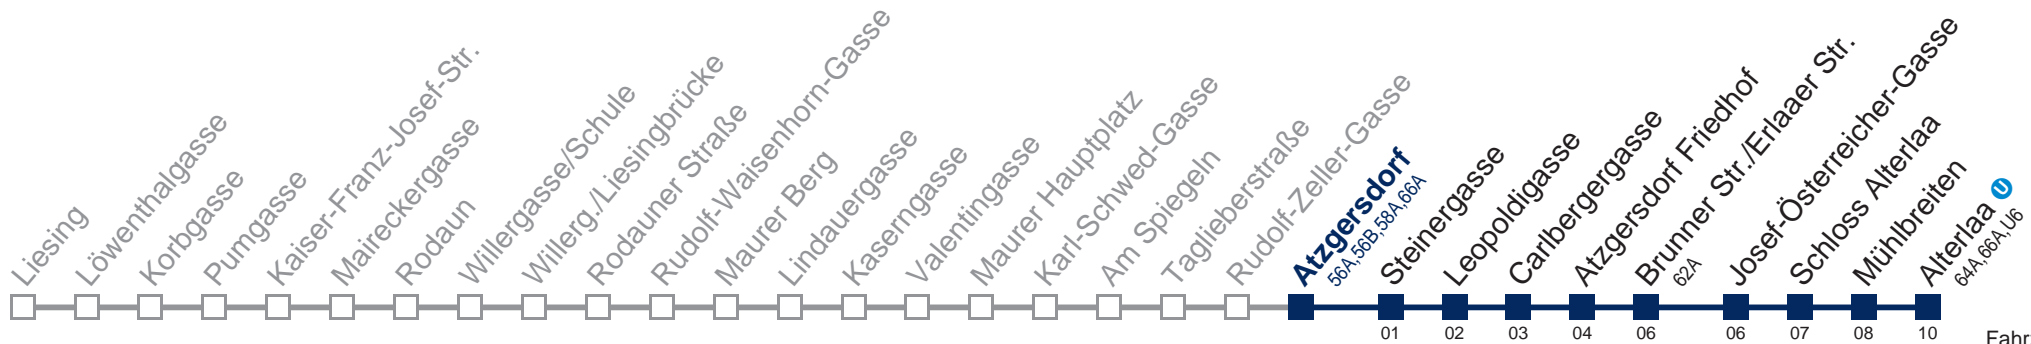 Liesing
Löwenthalgasse
Korbgasse
Pumgasse
Kaiser-Franz-Josef-Str.
Maireckergasse
Rodaun
Willergasse/Schule
Willerg./Liesingbrücke
Rodauner Straße
Rudolf-Waisenhorn-Gasse
Maurer Berg
Lindauergasse
Kaserngasse
Valentingasse
Maurer Hauptplatz
Karl-Schwed-Gasse
Am Spiegeln
Taglieberstraße
Rudolf-Zeller-Gasse
Atzgersdorf
56A,56B,58A,66A
Steinergasse
Leopoldigasse
Carlbergergasse
Atzgersdorf Friedhof
Brunner Str./Erlaaer Str.
62A
Josef-Österreicher-Gasse
Schloss Alterlaa
Mühlbreiten
Alterlaa U
64A,66A,U6
01 02 03 04 06 06 07 08 10
Fahr